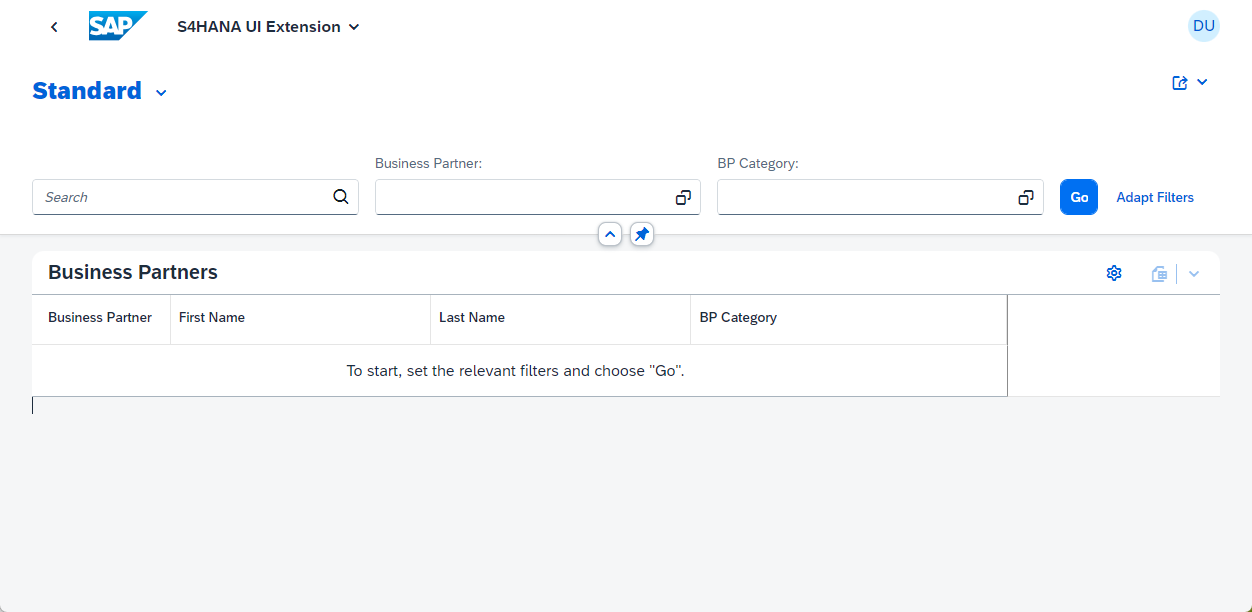 SAP S4HANA UI Extension DU
Standard
Business Partner: BP Category:
Search Go Adapt Filters
Business Partners
Business Partner First Name Last Name BP Category
To start, set the relevant filters and choose "Go".